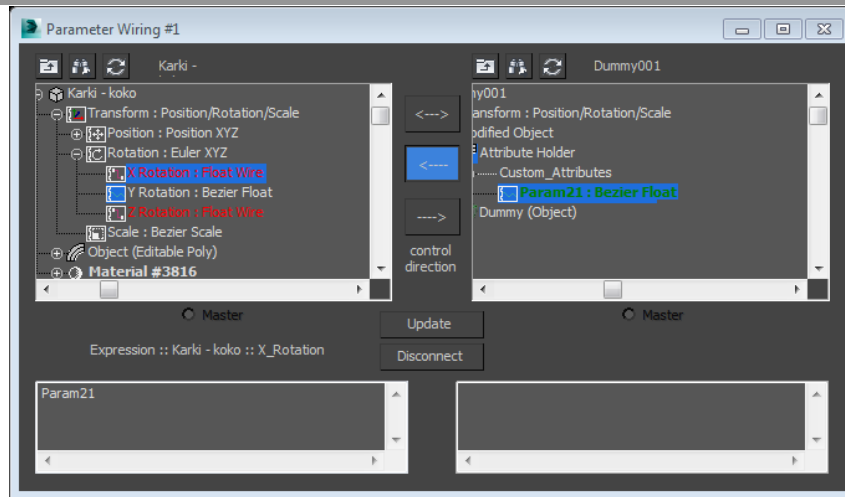 Parameter Wiring #1
Karki -
Dummy001
Karki - koko
Transform : Position/Rotation/Scale
Position : Position XYZ
Rotation : Euler XYZ
X Rotation : Float Wire
Y Rotation : Bezier Float
Z Rotation : Float Wire
Scale : Bezier Scale
Object (Editable Poly)
Material #3816
<--->
<----
---->
control
direction
my001
ansform : Position/Rotation/Scale
odified Object
Attribute Holder
Custom_Attributes
Param21 : Bezier Float
Dummy (Object)
Master
Master
Update
Expression :: Karki - koko :: X_Rotation
Disconnect
Param21